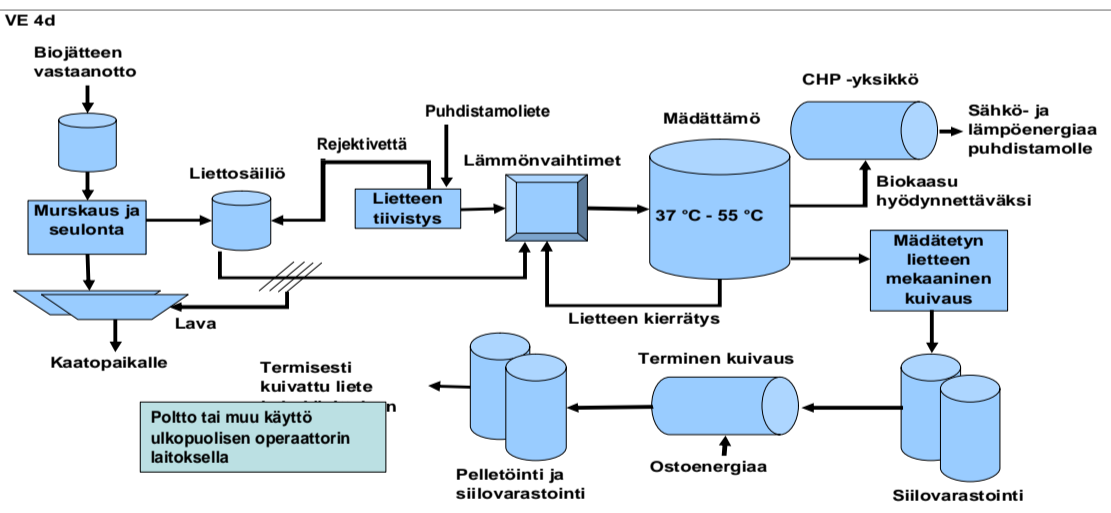 VE 4d
Biojätteen
vastaanotto
Murskaus ja
seulonta
Lava
Kaatopaikalle
Liettosäiliö
Rejektivettä
Puhdistamoliete
Lietteen
tiivistys
Lämmönvaihtimet
Mädättämö
37 °C - 55 °C
Lietteen kierrätys
CHP -yksikkö
Sähkö- ja
lämpöenergiaa
puhdistamolle
Biokaasu
hyödynnettäväksi
Mädätetyn
lietteen
mekaaninen
kuivaus
Siilovarastointi
Terminen kuivaus
Ostoenergiaa
Pelletöinti ja
siilovarastointi
Termisesti
kuivattu liete
Poltto tai muu käyttö
ulkopuolisen operaattorin
laitoksella